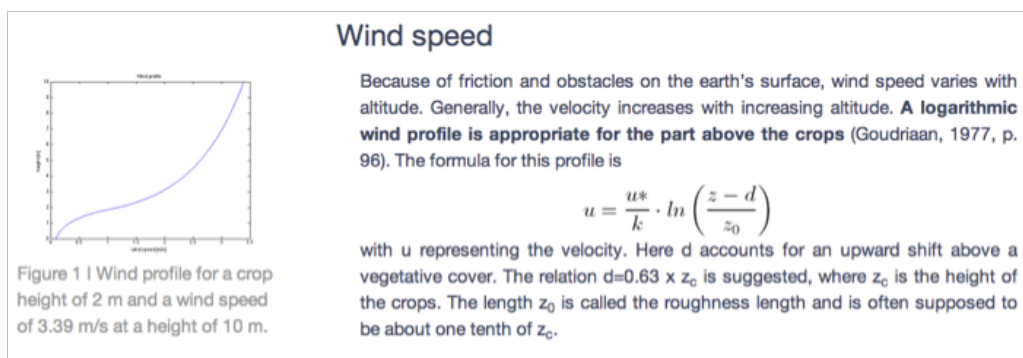 Wind speed
Wind profile
Because of friction and obstacles on the earth's surface, wind speed varies with
altitude. Generally, the velocity increases with increasing altitude. A logarithmic
wind profile is appropriate for the part above the crops (Goudriaan, 1977, p.
96). The formula for this profile is
u = u* / k · ln ( z − d / z₀ )
with u representing the velocity. Here d accounts for an upward shift above a
vegetative cover. The relation d=0.63 x z꜀ is suggested, where z꜀ is the height of
the crops. The length z₀ is called the roughness length and is often supposed to
be about one tenth of z꜀.
Figure 1 | Wind profile for a crop
height of 2 m and a wind speed
of 3.39 m/s at a height of 10 m.